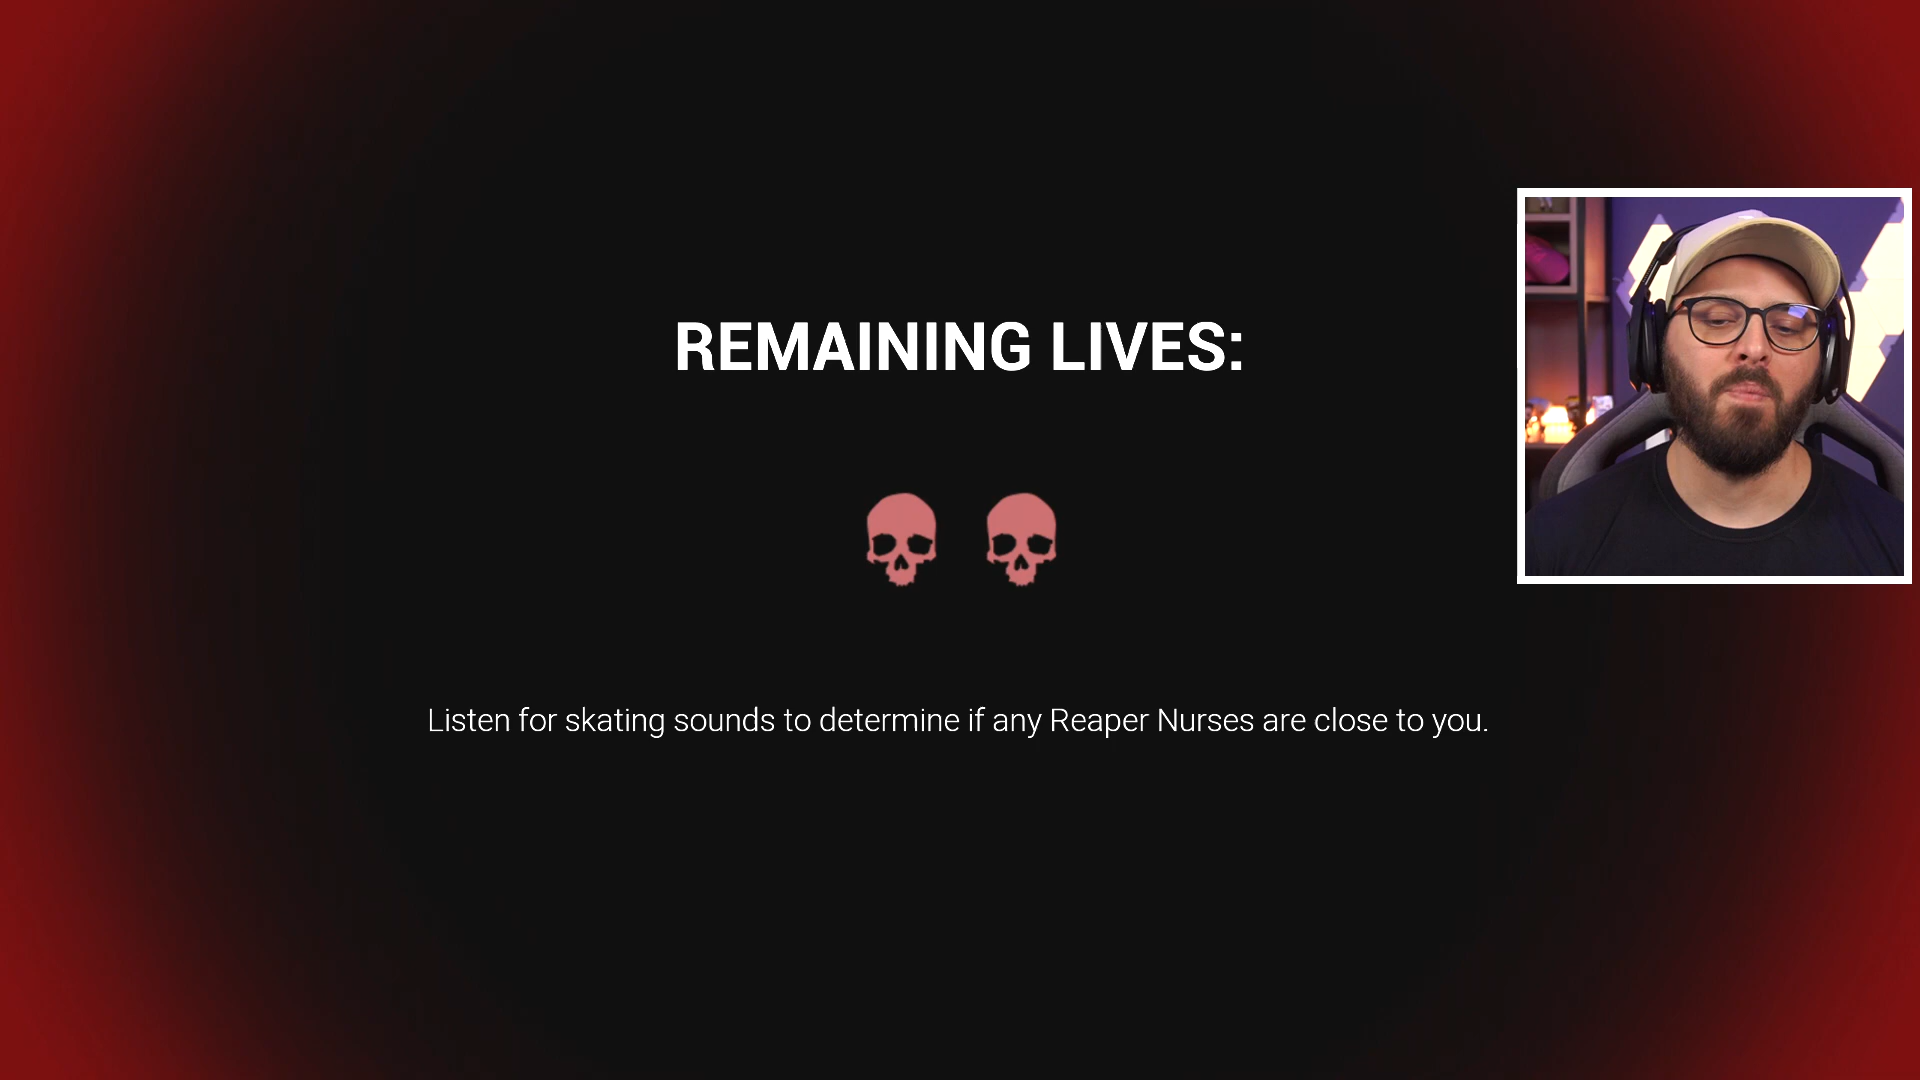 REMAINING LIVES:
Listen for skating sounds to determine if any Reaper Nurses are close to you.